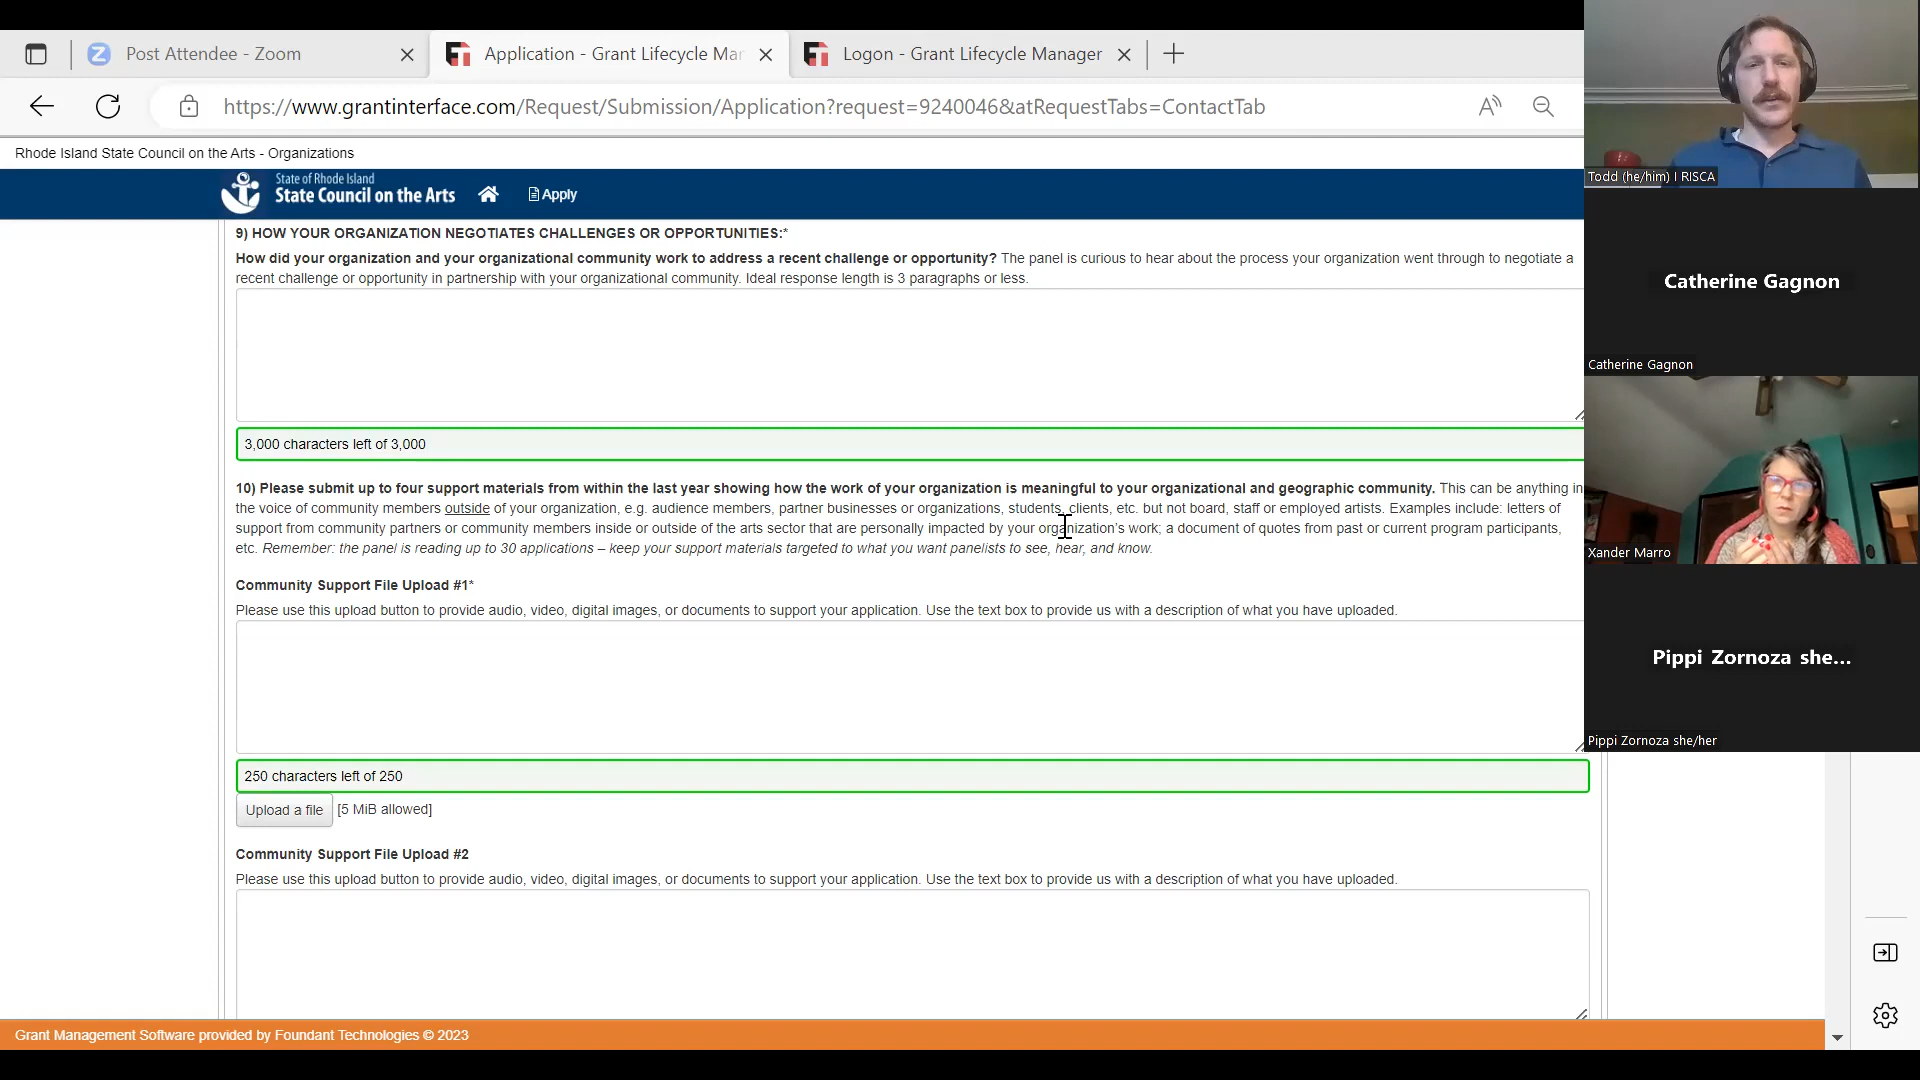 Post Attendee - Zoom
Application - Grant Lifecycle Mar
Logon - Grant Lifecycle Manager
https://www.grantinterface.com/Request/Submission/Application?request=9240046&atRequestTabs=ContactTab
Rhode Island State Council on the Arts - Organizations
State of Rhode Island
State Council on the Arts
Apply
9) HOW YOUR ORGANIZATION NEGOTIATES CHALLENGES OR OPPORTUNITIES:*
How did your organization and your organizational community work to address a recent challenge or opportunity? The panel is curious to hear about the process your organization went through to negotiate a
recent challenge or opportunity in partnership with your organizational community. Ideal response length is 3 paragraphs or less.
3,000 characters left of 3,000
10) Please submit up to four support materials from within the last year showing how the work of your organization is meaningful to your organizational and geographic community. This can be anything in
the voice of community members outside of your organization, e.g. audience members, partner businesses or organizations, students, clients, etc. but not board, staff or employed artists. Examples include: letters of
support from community partners or community members inside or outside of the arts sector that are personally impacted by your organization's work; a document of quotes from past or current program participants,
etc. Remember: the panel is reading up to 30 applications – keep your support materials targeted to what you want panelists to see, hear, and know.
Community Support File Upload #1*
Please use this upload button to provide audio, video, digital images, or documents to support your application. Use the text box to provide us with a description of what you have uploaded.
250 characters left of 250
Upload a file [5 MiB allowed]
Community Support File Upload #2
Please use this upload button to provide audio, video, digital images, or documents to support your application. Use the text box to provide us with a description of what you have uploaded.
Grant Management Software provided by Foundant Technologies © 2023
Todd (he/him) I RISCA
Catherine Gagnon
Catherine Gagnon
Xander Marro
Pippi Zornoza she...
Pippi Zornoza she/her